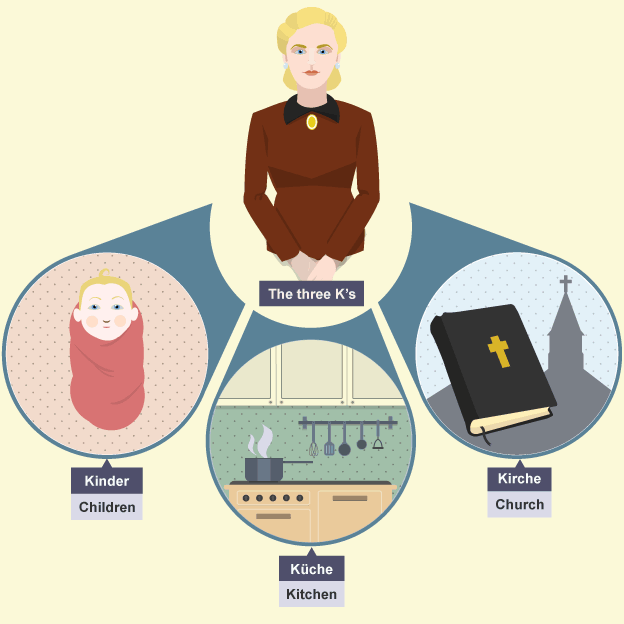 The three K's
Kinder
Children
Küche
Kitchen
Kirche
Church